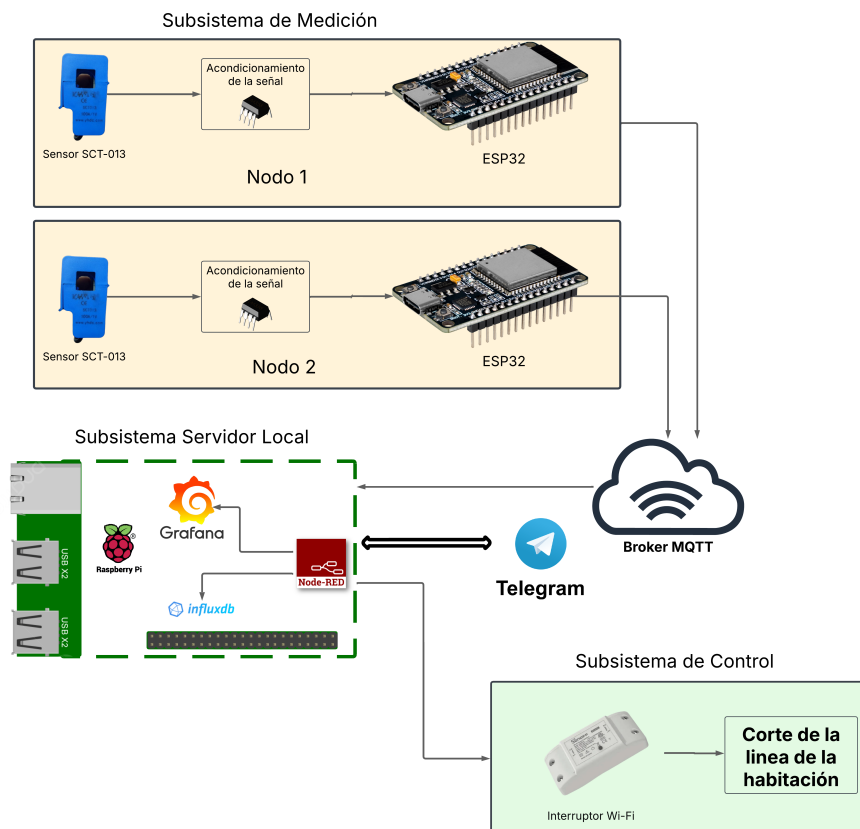 Subsistema de Medición
Acondicionamiento
de la señal
Sensor SCT-013
ESP32
Nodo 1
Acondicionamiento
de la señal
Sensor SCT-013
ESP32
Nodo 2
Subsistema Servidor Local
Grafana
USB X2
Raspberry Pi
®
Node-RED
influxdb
USB X2
Telegram
Broker MQTT
Subsistema de Control
Corte de la
linea de la
habitación
Interruptor Wi-Fi